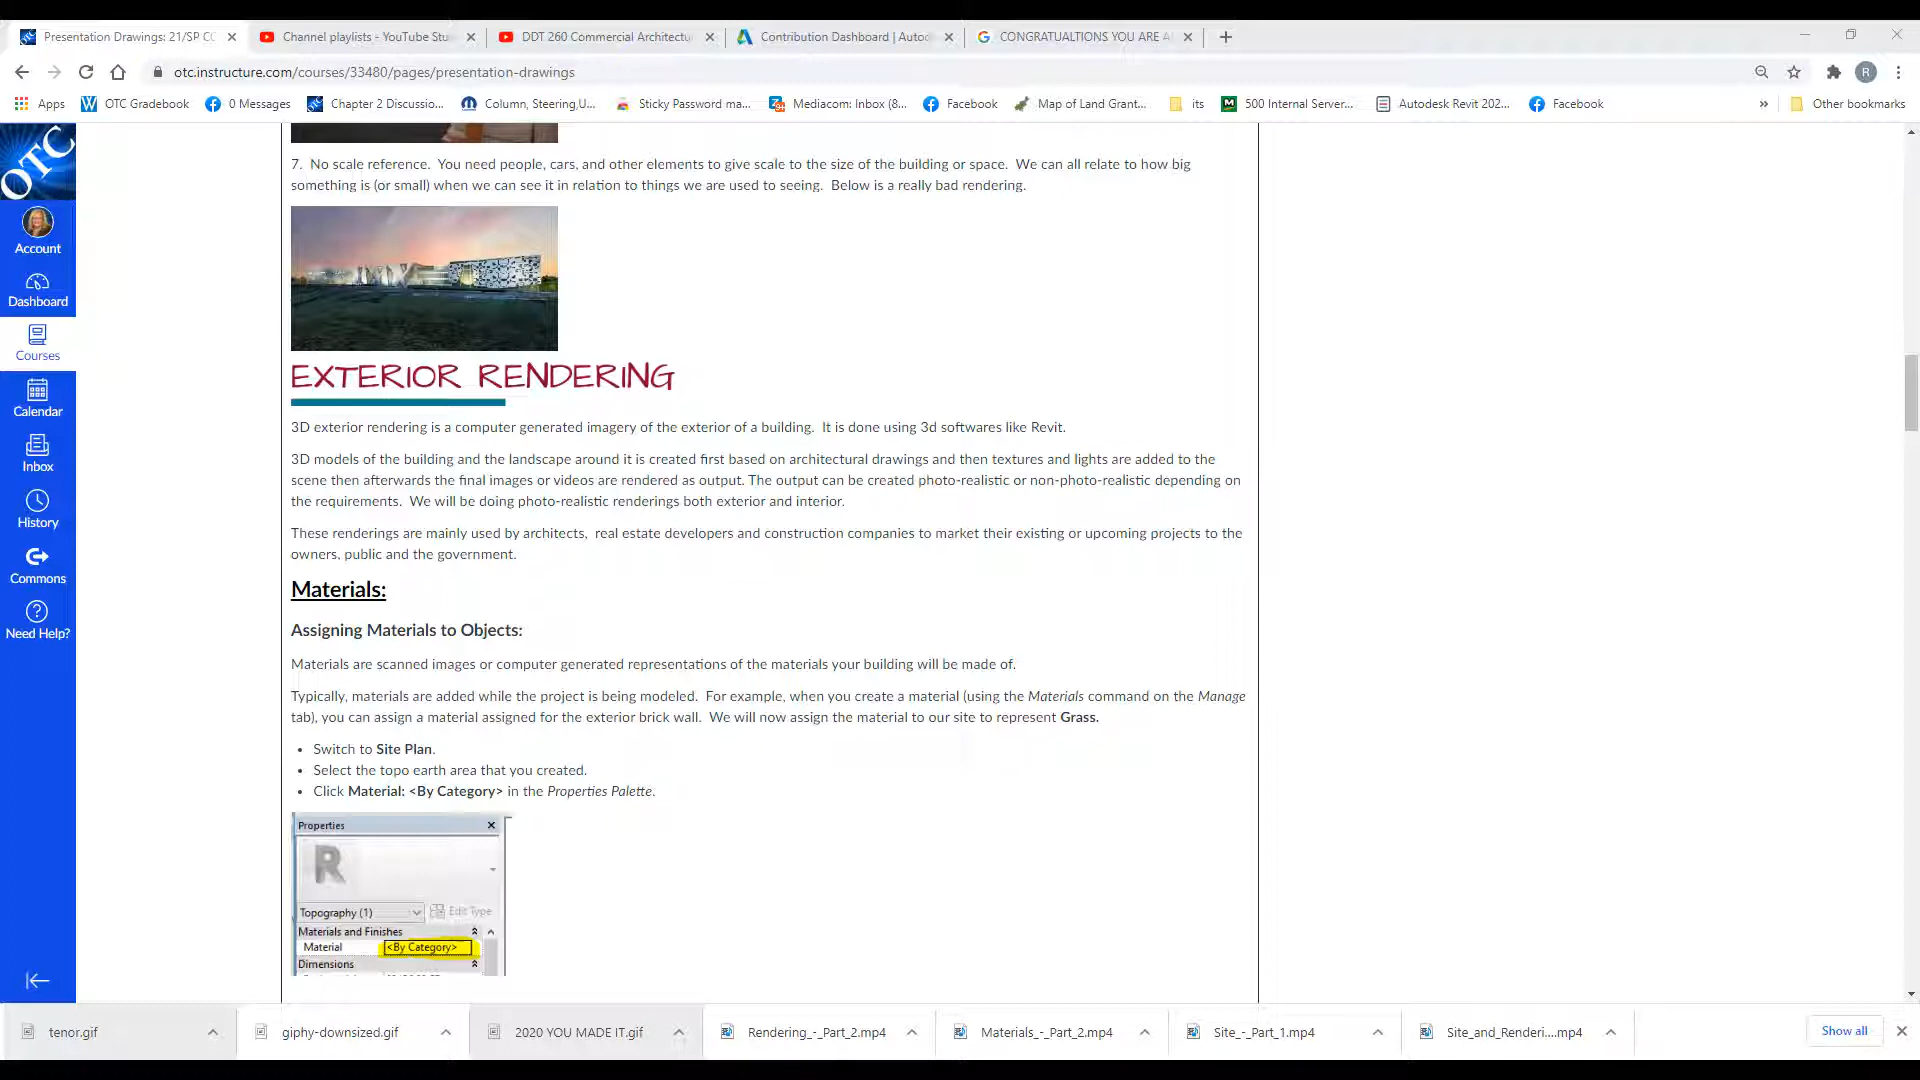 Presentation Drawings: 21/SP CC
Channel playlists - YouTube Stu
DDT 260 Commercial Architectu
Contribution Dashboard | Autod
CONGRATUALTIONS YOU ARE A
otc.instructure.com/courses/33480/pages/presentation-drawings
R
Apps
OTC Gradebook
0 Messages
Chapter 2 Discussio...
Column, Steering,U...
Sticky Password ma...
Mediacom: Inbox (8...
Facebook
Map of Land Grant...
its
500 Internal Server...
Autodesk Revit 202...
Facebook
»
Other bookmarks
OTC
Account
Dashboard
Courses
Calendar
Inbox
History
Commons
Need Help?
7. No scale reference. You need people, cars, and other elements to give scale to the size of the building or space. We can all relate to how big
something is (or small) when we can see it in relation to things we are used to seeing. Below is a really bad rendering.
EXTERIOR RENDERING
3D exterior rendering is a computer generated imagery of the exterior of a building. It is done using 3d softwares like Revit.
3D models of the building and the landscape around it is created first based on architectural drawings and then textures and lights are added to the
scene then afterwards the final images or videos are rendered as output. The output can be created photo-realistic or non-photo-realistic depending on
the requirements. We will be doing photo-realistic renderings both exterior and interior.
These renderings are mainly used by architects, real estate developers and construction companies to market their existing or upcoming projects to the
owners, public and the government.
Materials:
Assigning Materials to Objects:
Materials are scanned images or computer generated representations of the materials your building will be made of.
Typically, materials are added while the project is being modeled. For example, when you create a material (using the Materials command on the Manage
tab), you can assign a material assigned for the exterior brick wall. We will now assign the material to our site to represent Grass.
• Switch to Site Plan.
• Select the topo earth area that you created.
• Click Material: <By Category> in the Properties Palette.
Properties
R
Topography (1)
Edit Type
Materials and Finishes
Material
<By Category>
Dimensions
tenor.gif
giphy-downsized.gif
2020 YOU MADE IT.gif
Rendering_-_Part_2.mp4
Materials_-_Part_2.mp4
Site_-_Part_1.mp4
Site_and_Renderi....mp4
Show all